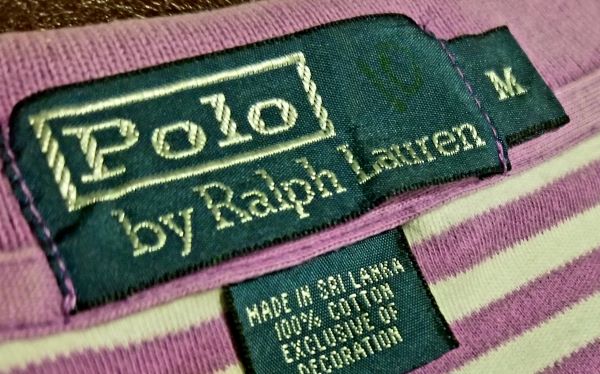 Polo
by Ralph Lauren
M
MADE IN SRI LANKA
100% COTTON
EXCLUSIVE OF
DECORATION